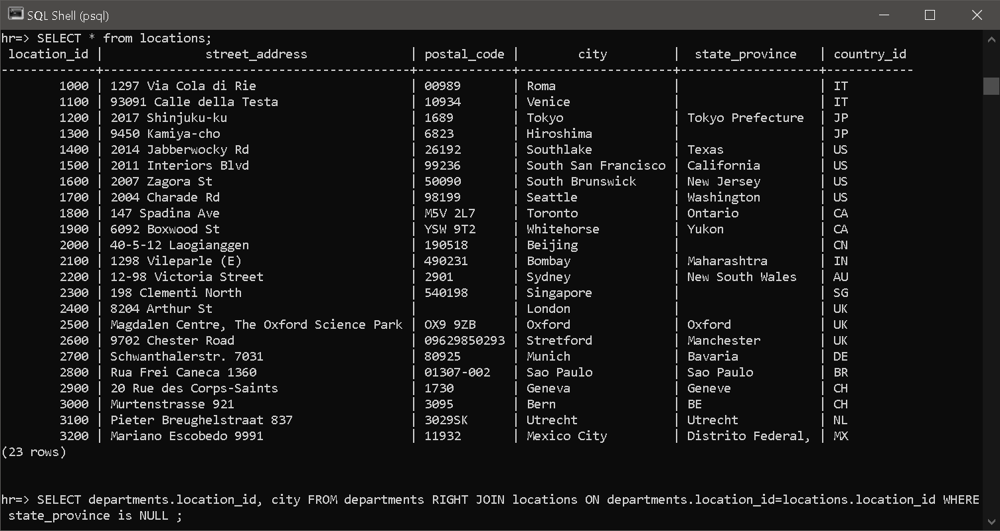 SQL Shell (psql)
hr=> SELECT * from locations;
 location_id |              street_address              | postal_code |        city         |  state_province  | country_id
-------------+------------------------------------------+-------------+---------------------+-------------------+------------
        1000 | 1297 Via Cola di Rie                     | 00989       | Roma                |                   | IT
        1100 | 93091 Calle della Testa                  | 10934       | Venice              |                   | IT
        1200 | 2017 Shinjuku-ku                         | 1689        | Tokyo               | Tokyo Prefecture  | JP
        1300 | 9450 Kamiya-cho                          | 6823        | Hiroshima           |                   | JP
        1400 | 2014 Jabberwocky Rd                      | 26192       | Southlake           | Texas             | US
        1500 | 2011 Interiors Blvd                      | 99236       | South San Francisco | California        | US
        1600 | 2007 Zagora St                           | 50090       | South Brunswick     | New Jersey        | US
        1700 | 2004 Charade Rd                          | 98199       | Seattle             | Washington        | US
        1800 | 147 Spadina Ave                          | M5V 2L7     | Toronto             | Ontario           | CA
        1900 | 6092 Boxwood St                          | YSW 9T2     | Whitehorse          | Yukon             | CA
        2000 | 40-5-12 Laogianggen                      | 190518      | Beijing             |                   | CN
        2100 | 1298 Vileparle (E)                       | 490231      | Bombay              | Maharashtra       | IN
        2200 | 12-98 Victoria Street                    | 2901        | Sydney              | New South Wales   | AU
        2300 | 198 Clementi North                       | 540198      | Singapore           |                   | SG
        2400 | 8204 Arthur St                           |             | London              |                   | UK
        2500 | Magdalen Centre, The Oxford Science Park | OX9 9ZB     | Oxford              | Oxford            | UK
        2600 | 9702 Chester Road                        | 09629850293 | Stretford           | Manchester        | UK
        2700 | Schwanthalerstr. 7031                    | 80925       | Munich              | Bavaria           | DE
        2800 | Rua Frei Caneca 1360                     | 01307-002   | Sao Paulo           | Sao Paulo         | BR
        2900 | 20 Rue des Corps-Saints                  | 1730        | Geneva              | Geneve            | CH
        3000 | Murtenstrasse 921                        | 3095        | Bern                | BE                | CH
        3100 | Pieter Breughelstraat 837                | 3029SK      | Utrecht             | Utrecht           | NL
        3200 | Mariano Escobedo 9991                    | 11932       | Mexico City         | Distrito Federal, | MX
(23 rows)
hr=> SELECT departments.location_id, city FROM departments RIGHT JOIN locations ON departments.location_id=locations.location_id WHERE
 state_province is NULL ;